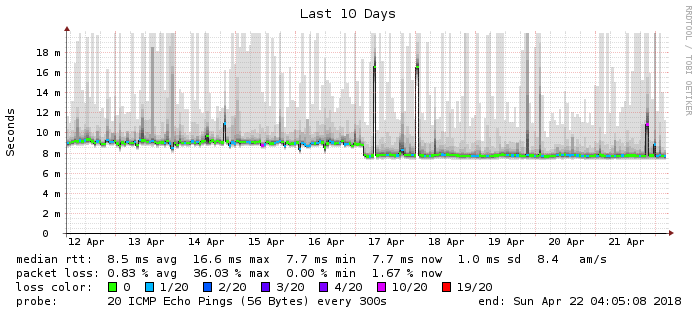 Last 10 Days
RRDTOOL / TOBI OETIKER
Seconds
18 m
16 m
14 m
12 m
10 m
8 m
6 m
4 m
2 m
0
12 Apr 13 Apr 14 Apr 15 Apr 16 Apr 17 Apr 18 Apr 19 Apr 20 Apr 21 Apr
median rtt: 8.5 ms avg 16.6 ms max 7.7 ms min 7.7 ms now 1.0 ms sd 8.4 am/s
packet loss: 0.83 % avg 36.03 % max 0.00 % min 1.67 % now
loss color: 0 1/20 2/20 3/20 4/20 10/20 19/20
probe: 20 ICMP Echo Pings (56 Bytes) every 300s end: Sun Apr 22 04:05:08 2018